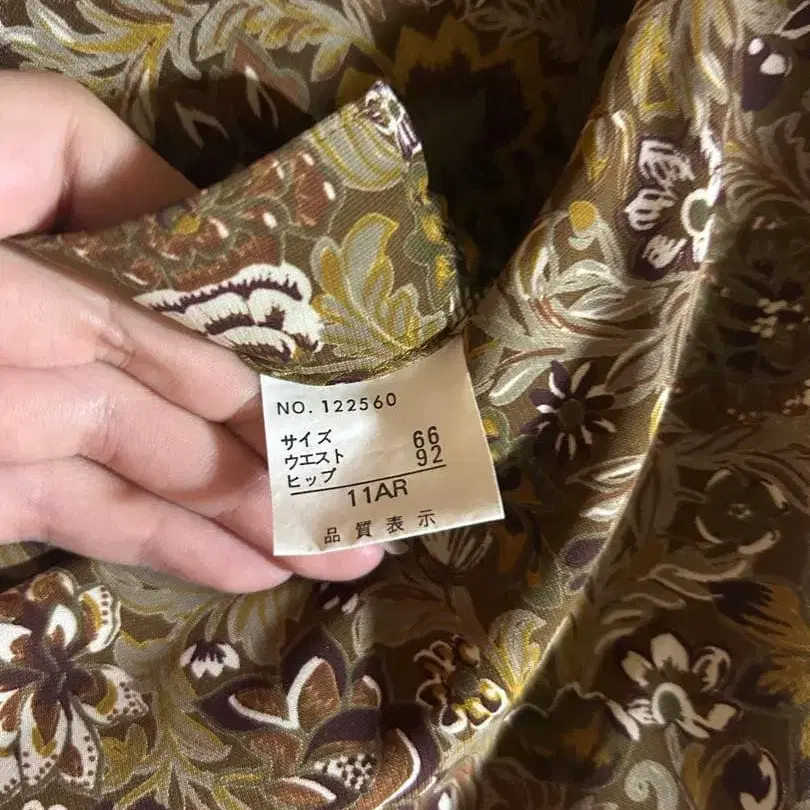 NO. 122560
サイズ
ウエスト 66
ヒップ 92
11AR
品質表示